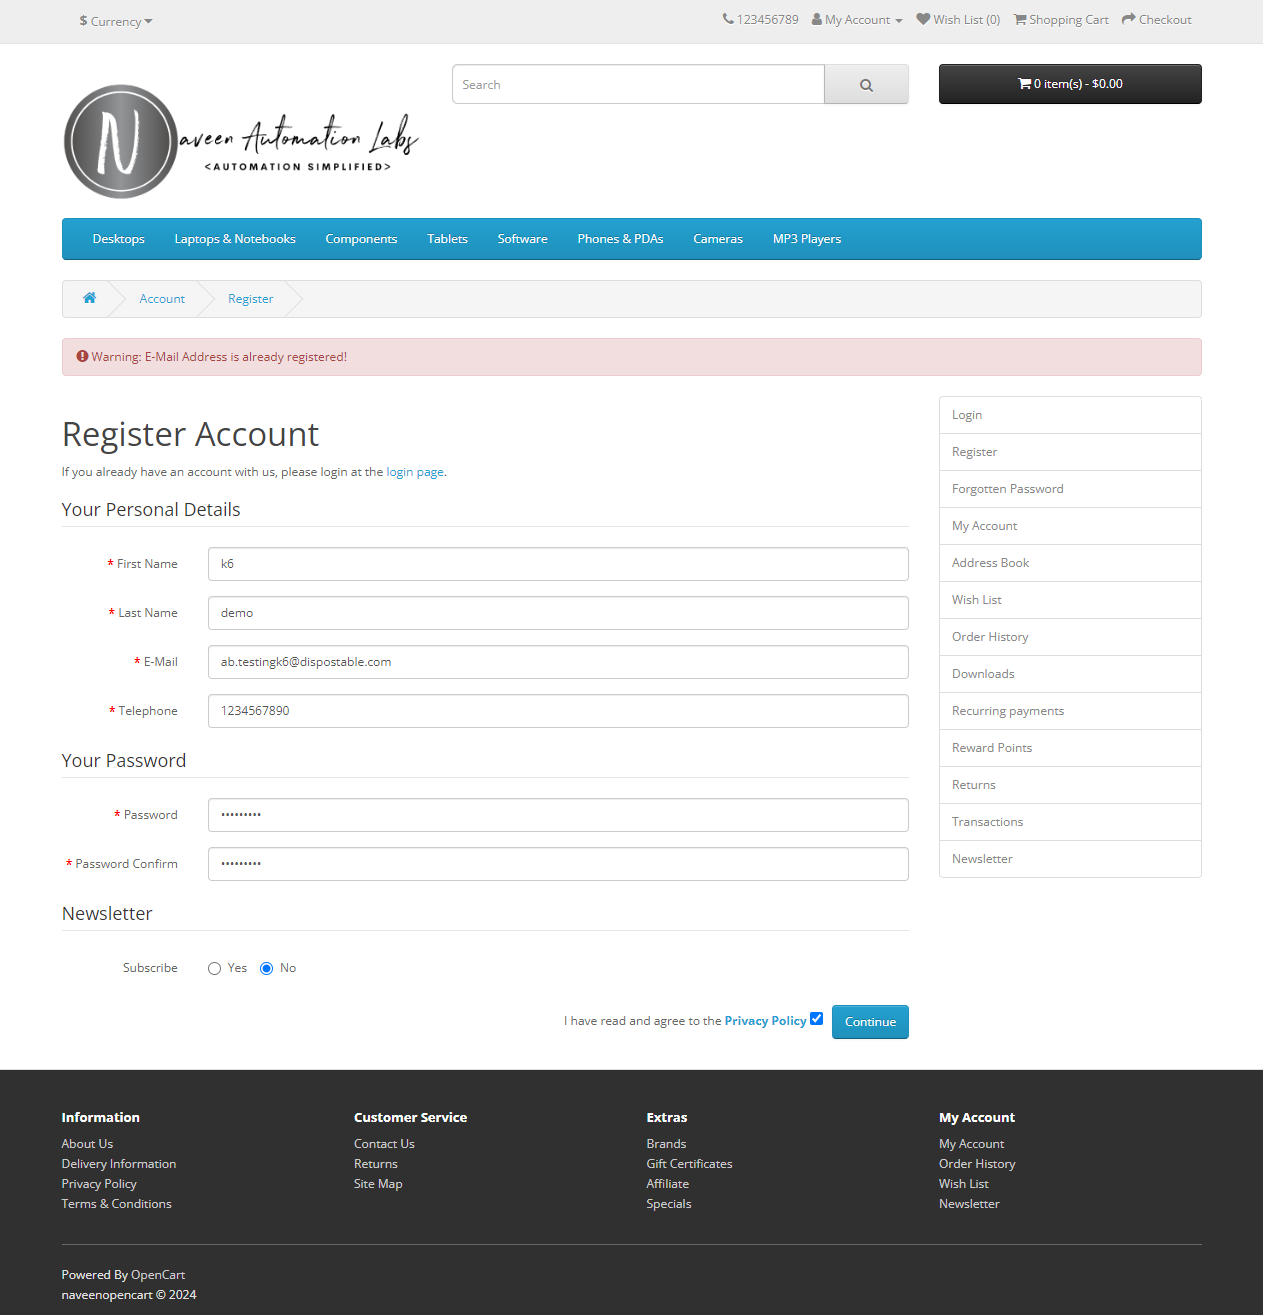 $ Currency
123456789 My Account Wish List (0) Shopping Cart Checkout
Search
0 item(s) - $0.00
N
aveen Automation Labs
<AUTOMATION SIMPLIFIED>
Desktops Laptops & Notebooks Components Tablets Software Phones & PDAs Cameras MP3 Players
Account Register
Warning: E-Mail Address is already registered!
Register Account
If you already have an account with us, please login at the login page.
Your Personal Details
* First Name k6
* Last Name demo
* E-Mail ab.testingk6@dispostable.com
* Telephone 1234567890
Your Password
* Password •••••••••
* Password Confirm •••••••••
Newsletter
Subscribe Yes No
I have read and agree to the Privacy Policy Continue
Login
Register
Forgotten Password
My Account
Address Book
Wish List
Order History
Downloads
Recurring payments
Reward Points
Returns
Transactions
Newsletter
Information
About Us
Delivery Information
Privacy Policy
Terms & Conditions
Customer Service
Contact Us
Returns
Site Map
Extras
Brands
Gift Certificates
Affiliate
Specials
My Account
My Account
Order History
Wish List
Newsletter
Powered By OpenCart
naveenopencart © 2024